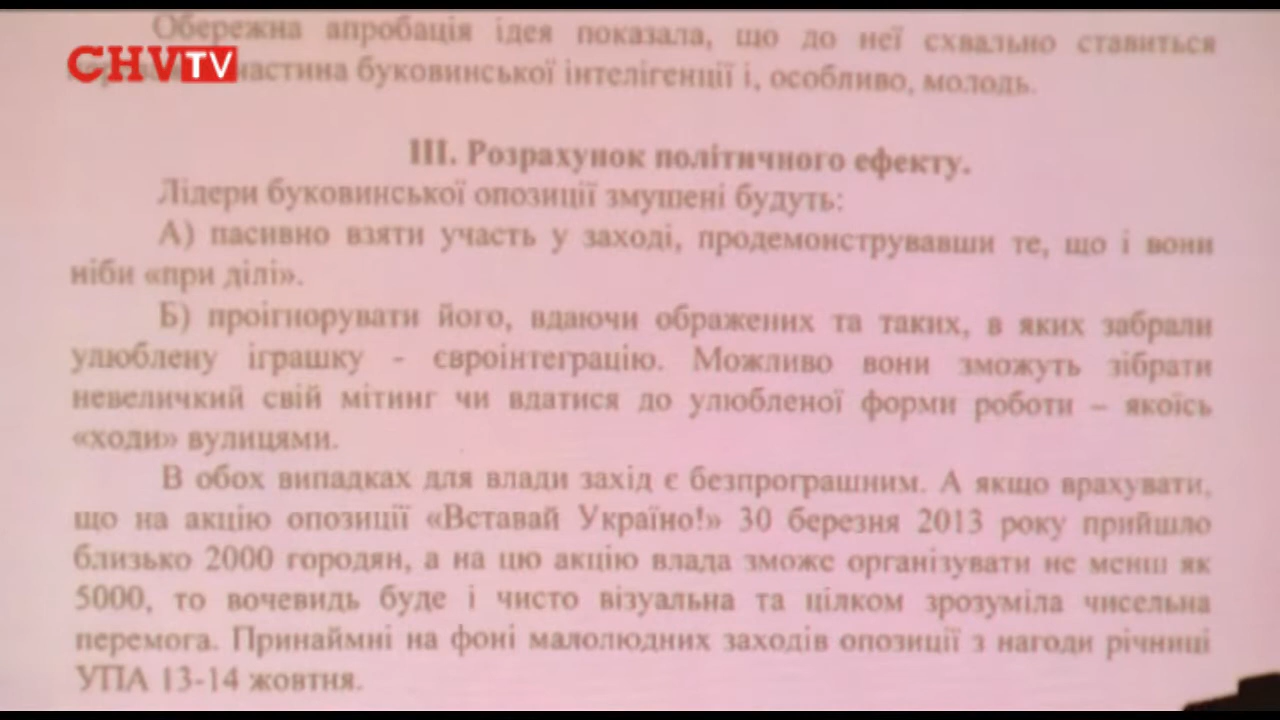 Обережна апробація ідея показала, що до неї схвально ставиться
CHVTV
частина буковинської інтелігенції і, особливо, молодь.
ІІІ. Розрахунок політичного ефекту.
Лідери буковинської опозиції змушені будуть:
А) пасивно взяти участь у заході, продемонструвавши те, що і вони
ніби «при ділі».
Б) проігнорувати його, вдаючи ображених та таких, в яких забрали
улюблену іграшку - євроінтеграцію. Можливо вони зможуть зібрати
невеличкий свій мітинг чи вдатися до улюбленої форми роботи – якоїсь
«ходи» вулицями.
В обох випадках для влади захід є безпрограшним. А якщо врахувати,
що на акцію опозиції «Вставай Україно!» 30 березня 2013 року прийшло
близько 2000 городян, а на цю акцію влада зможе організувати не менш як
5000, то вочевидь буде і чисто візуальна та цілком зрозуміла чисельна
перемога. Принаймні на фоні малолюдних заходів опозиції з нагоди річниці
УПА 13-14 жовтня.